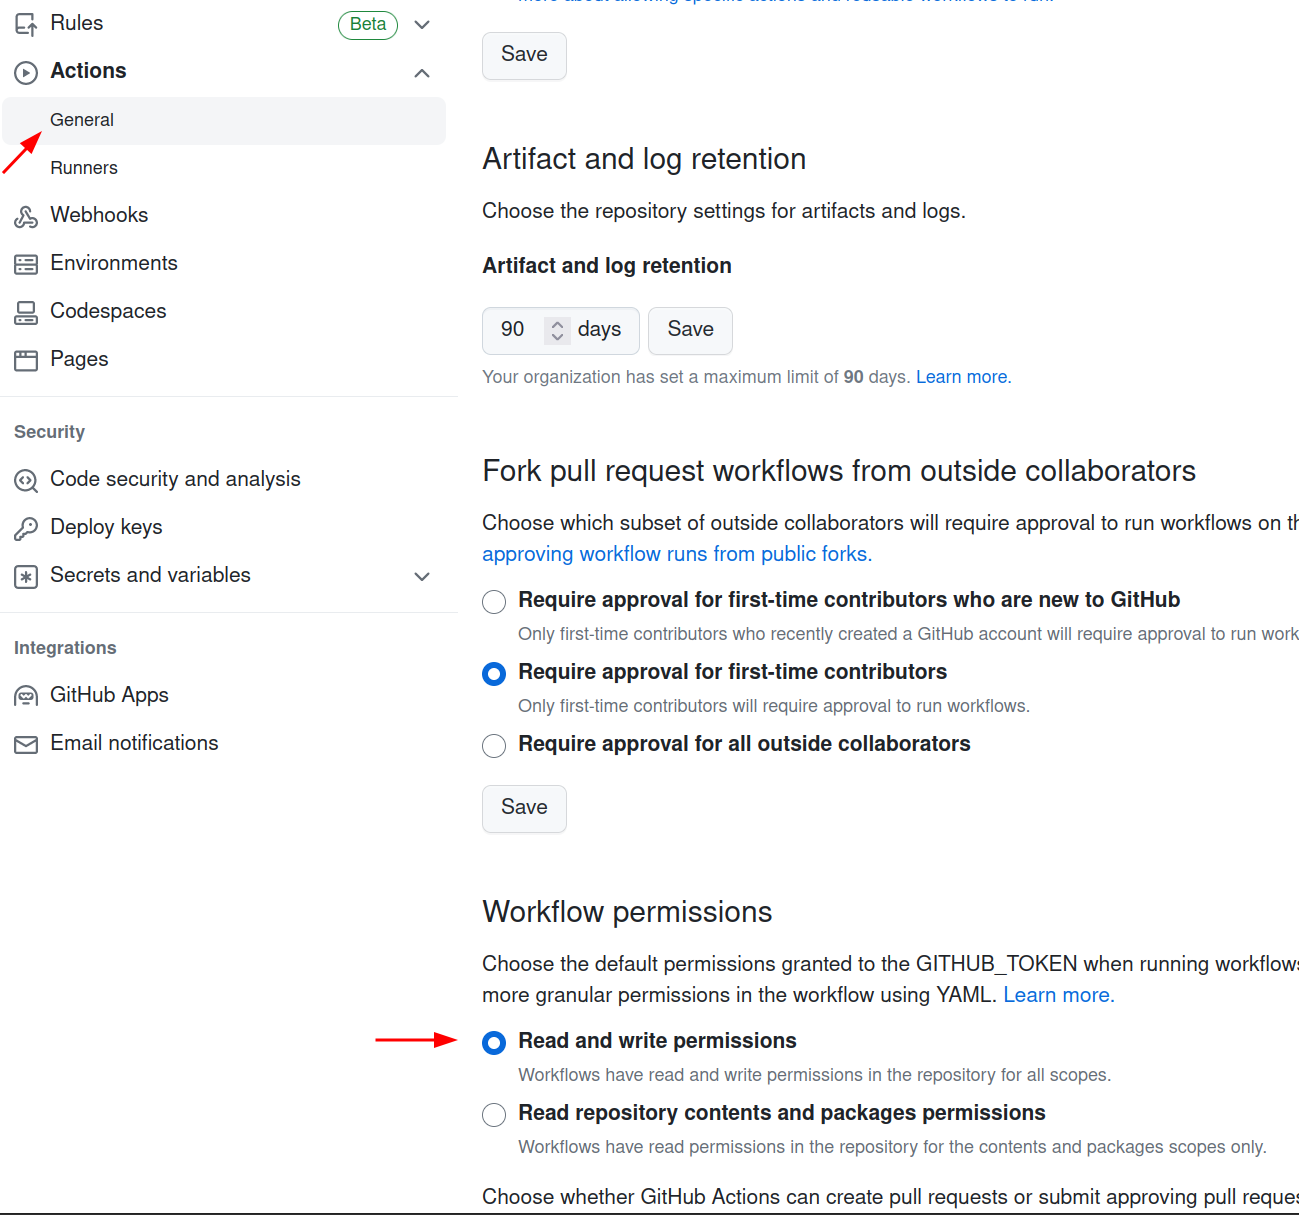 Rules Beta
Actions
General
Runners
Webhooks
Environments
Codespaces
Pages
Security
Code security and analysis
Deploy keys
Secrets and variables
Integrations
GitHub Apps
Email notifications
more about allowing specific actions and reusable workflows to run.
Save
Artifact and log retention
Choose the repository settings for artifacts and logs.
Artifact and log retention
90 days Save
Your organization has set a maximum limit of 90 days. Learn more.
Fork pull request workflows from outside collaborators
Choose which subset of outside collaborators will require approval to run workflows on th
approving workflow runs from public forks.
Require approval for first-time contributors who are new to GitHub
Only first-time contributors who recently created a GitHub account will require approval to run work
Require approval for first-time contributors
Only first-time contributors will require approval to run workflows.
Require approval for all outside collaborators
Save
Workflow permissions
Choose the default permissions granted to the GITHUB_TOKEN when running workflows
more granular permissions in the workflow using YAML. Learn more.
Read and write permissions
Workflows have read and write permissions in the repository for all scopes.
Read repository contents and packages permissions
Workflows have read permissions in the repository for the contents and packages scopes only.
Choose whether GitHub Actions can create pull requests or submit approving pull reques